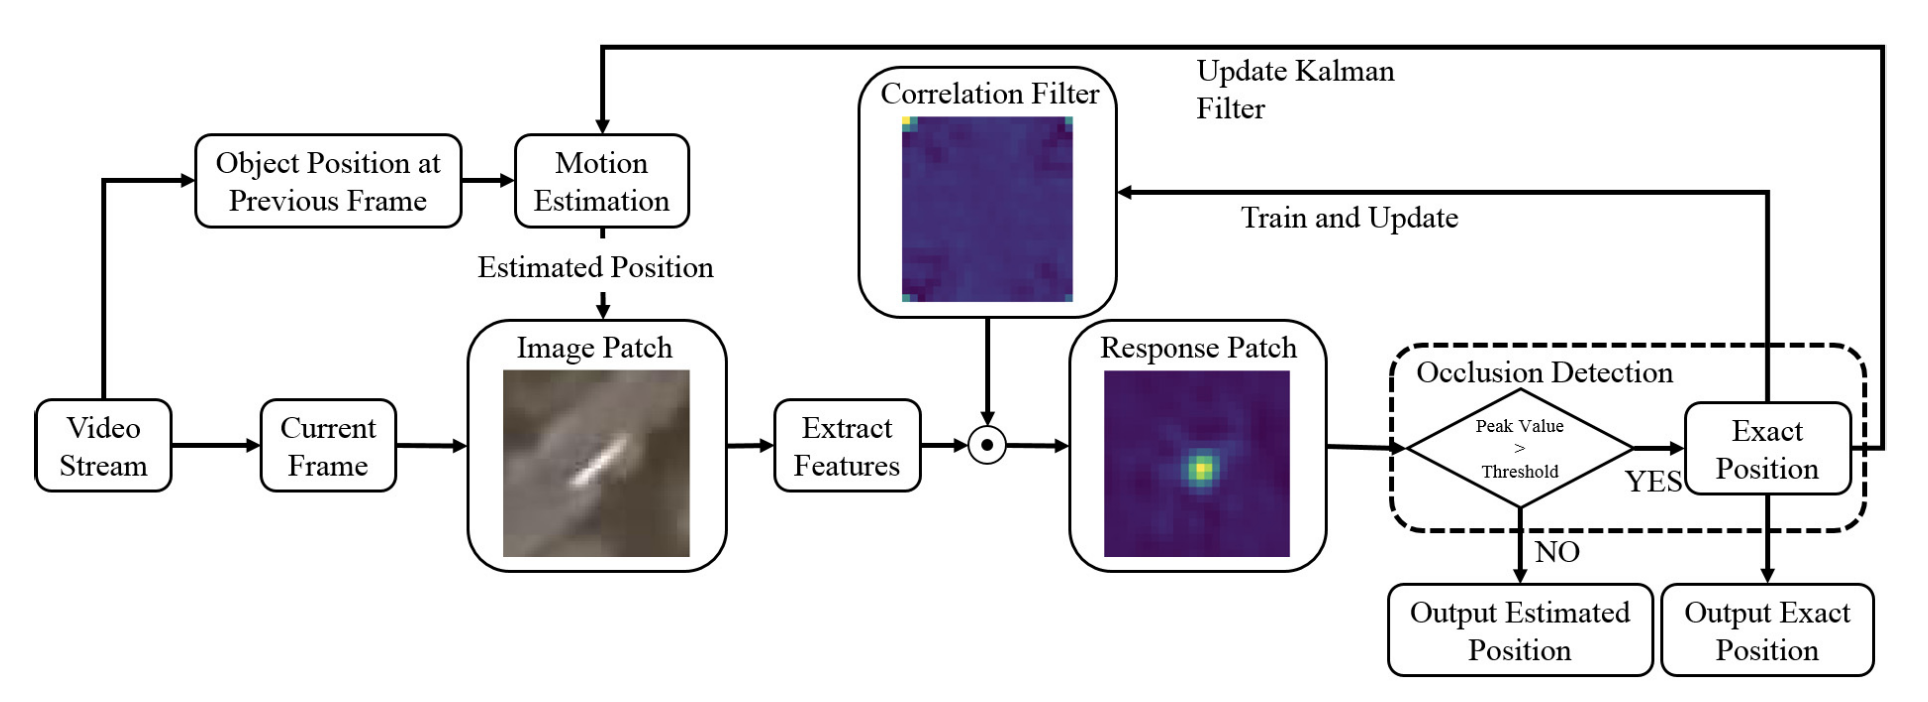 Update Kalman
Filter
Correlation Filter
Object Position at
Previous Frame
Motion
Estimation
Train and Update
Estimated Position
Image Patch
Response Patch
Occlusion Detection
Video
Stream
Current
Frame
Extract
Features
Peak Value
>
Threshold
YES
Exact
Position
NO
Output Estimated
Position
Output Exact
Position